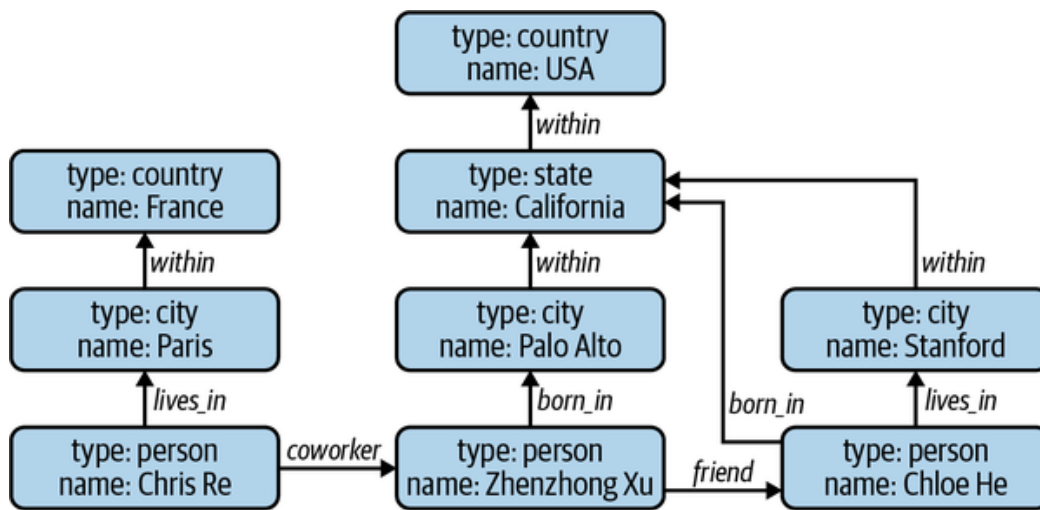 type: country
name: USA
within
type: country
name: France
type: state
name: California
within
within
within
type: city
name: Paris
type: city
name: Palo Alto
type: city
name: Stanford
lives_in
born_in
born_in
lives_in
type: person
name: Chris Re
coworker
type: person
name: Zhenzhong Xu
friend
type: person
name: Chloe He